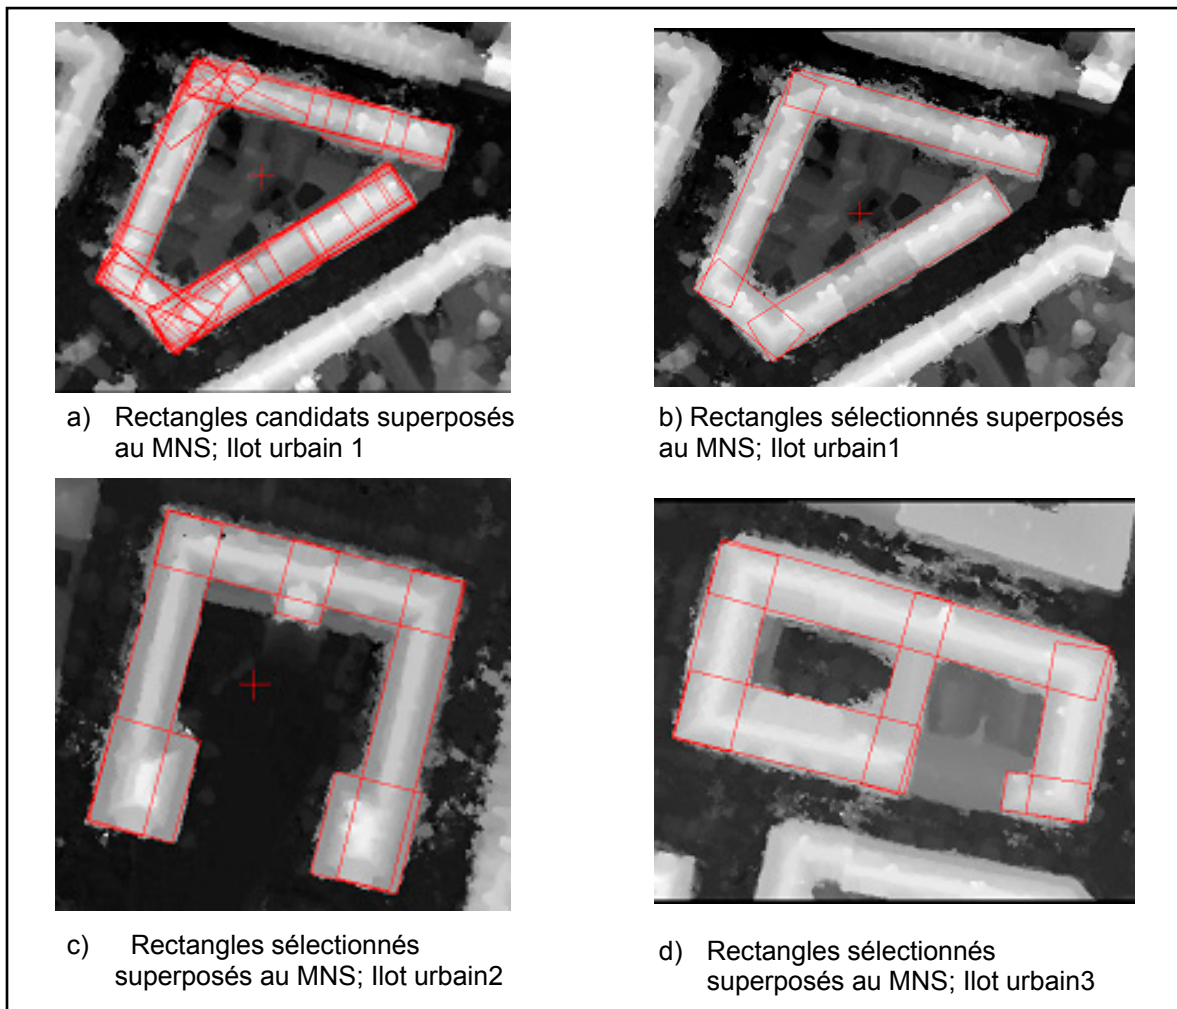 a) Rectangles candidats superposés
au MNS; Ilot urbain 1
b) Rectangles sélectionnés superposés
au MNS; Ilot urbain1
c) Rectangles sélectionnés
superposés au MNS; Ilot urbain2
d) Rectangles sélectionnés
superposés au MNS; Ilot urbain3